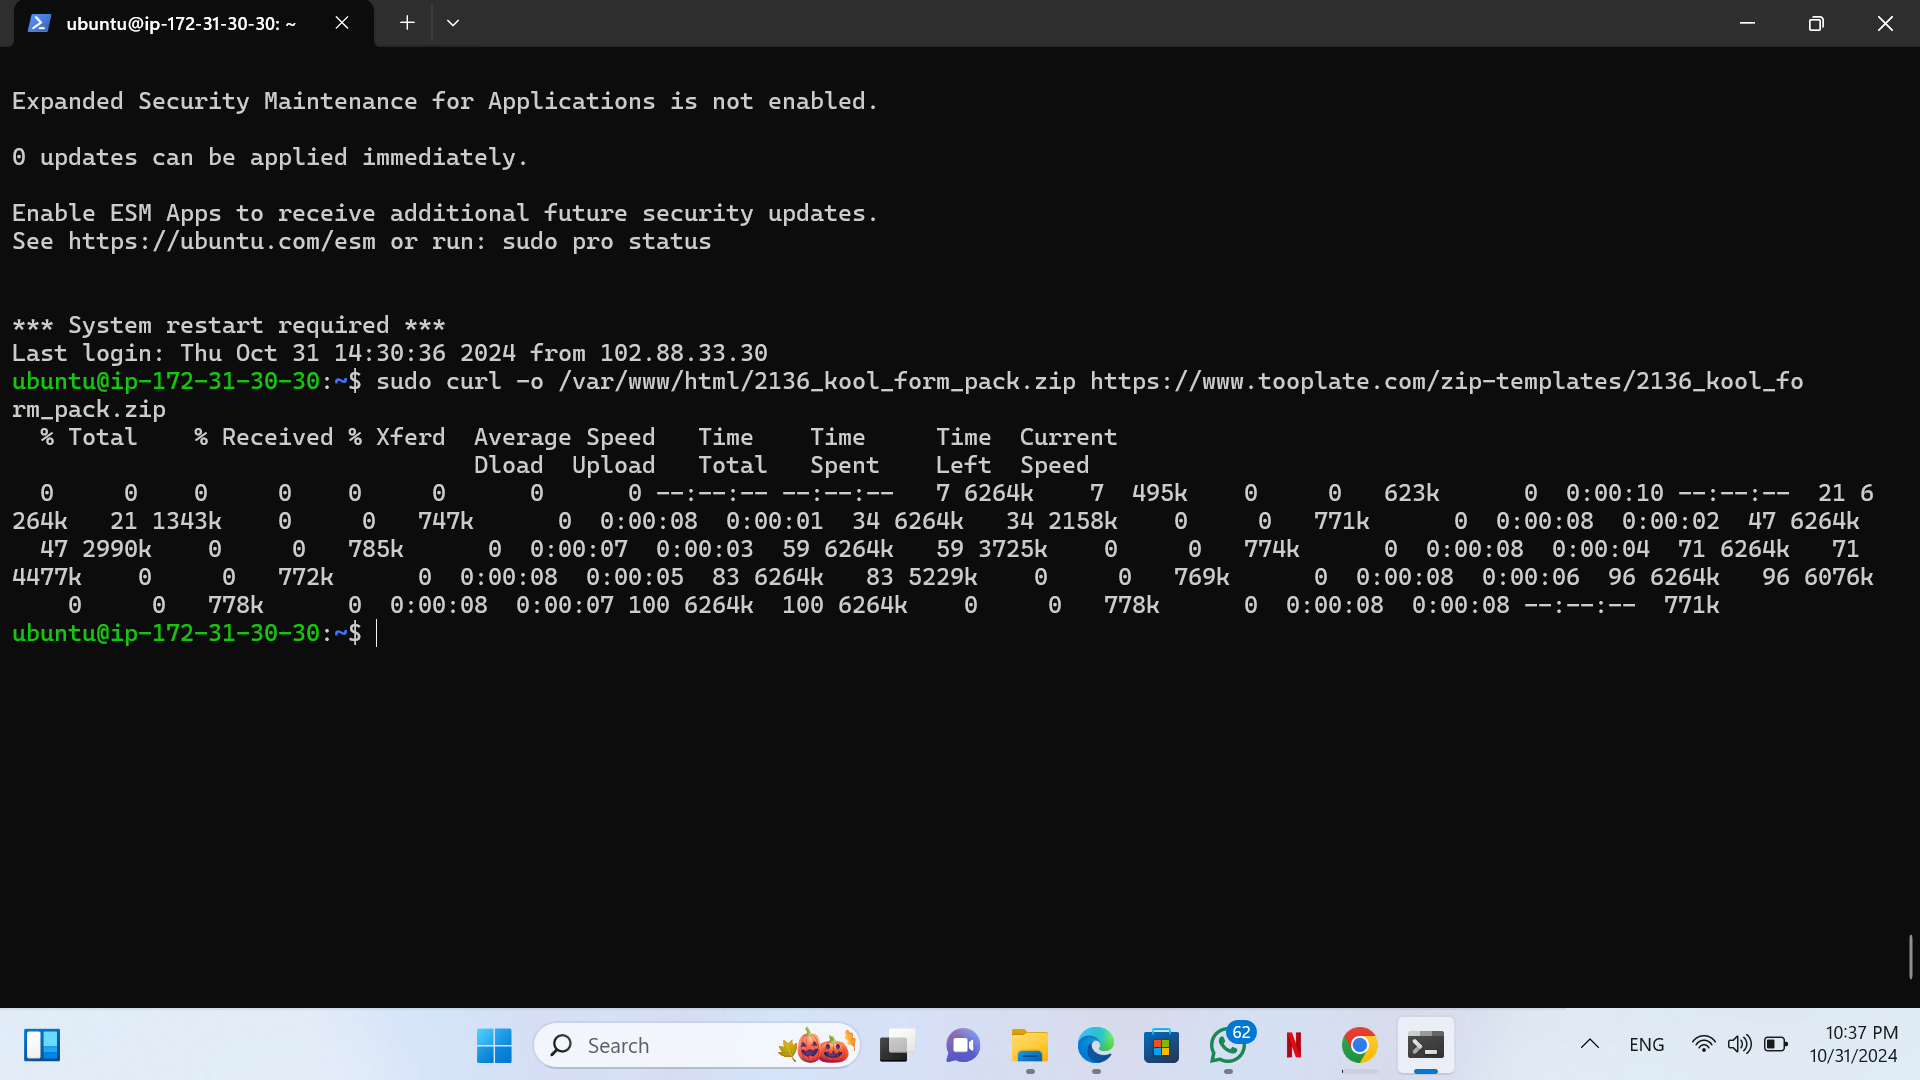 ubuntu@ip-172-31-30-30: ~
Expanded Security Maintenance for Applications is not enabled.
0 updates can be applied immediately.
Enable ESM Apps to receive additional future security updates.
See https://ubuntu.com/esm or run: sudo pro status
*** System restart required ***
Last login: Thu Oct 31 14:30:36 2024 from 102.88.33.30
ubuntu@ip-172-31-30-30:~$ sudo curl -o /var/www/html/2136_kool_form_pack.zip https://www.tooplate.com/zip-templates/2136_kool_fo
rm_pack.zip
  % Total    % Received % Xferd  Average Speed   Time    Time     Time  Current
                                 Dload  Upload   Total   Spent    Left  Speed
  0     0    0     0    0     0      0      0 --:--:-- --:--:--   7 6264k    7  495k    0     0   623k      0  0:00:10 --:--:--  21 6
264k   21 1343k    0     0   747k      0  0:00:08  0:00:01  34 6264k   34 2158k    0     0   771k      0  0:00:08  0:00:02  47 6264k
  47 2990k    0     0   785k      0  0:00:07  0:00:03  59 6264k   59 3725k    0     0   774k      0  0:00:08  0:00:04  71 6264k   71
4477k    0     0   772k      0  0:00:08  0:00:05  83 6264k   83 5229k    0     0   769k      0  0:00:08  0:00:06  96 6264k   96 6076k
    0     0   778k      0  0:00:08  0:00:07 100 6264k  100 6264k    0     0   778k      0  0:00:08  0:00:08 --:--:--  771k
ubuntu@ip-172-31-30-30:~$
Search
62
N
ENG
10:37 PM
10/31/2024